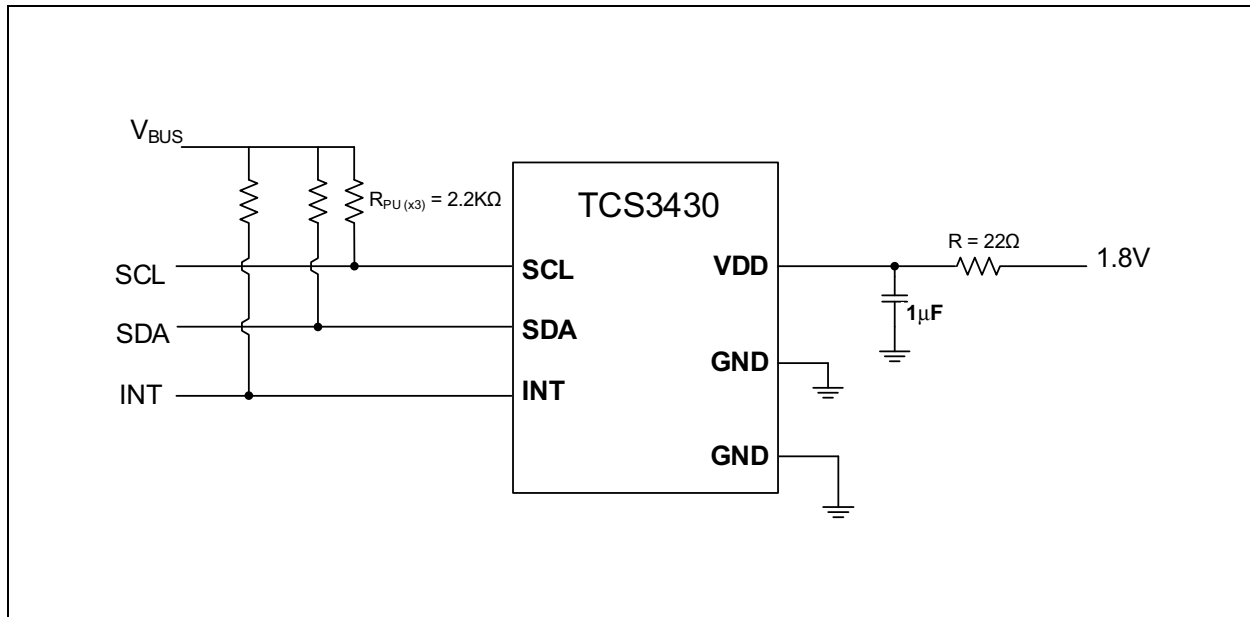 V_BUS
R_PU (x3) = 2.2KΩ
TCS3430
R = 22Ω
SCL
SCL
VDD
1.8V
1µF
SDA
SDA
GND
INT
INT
GND